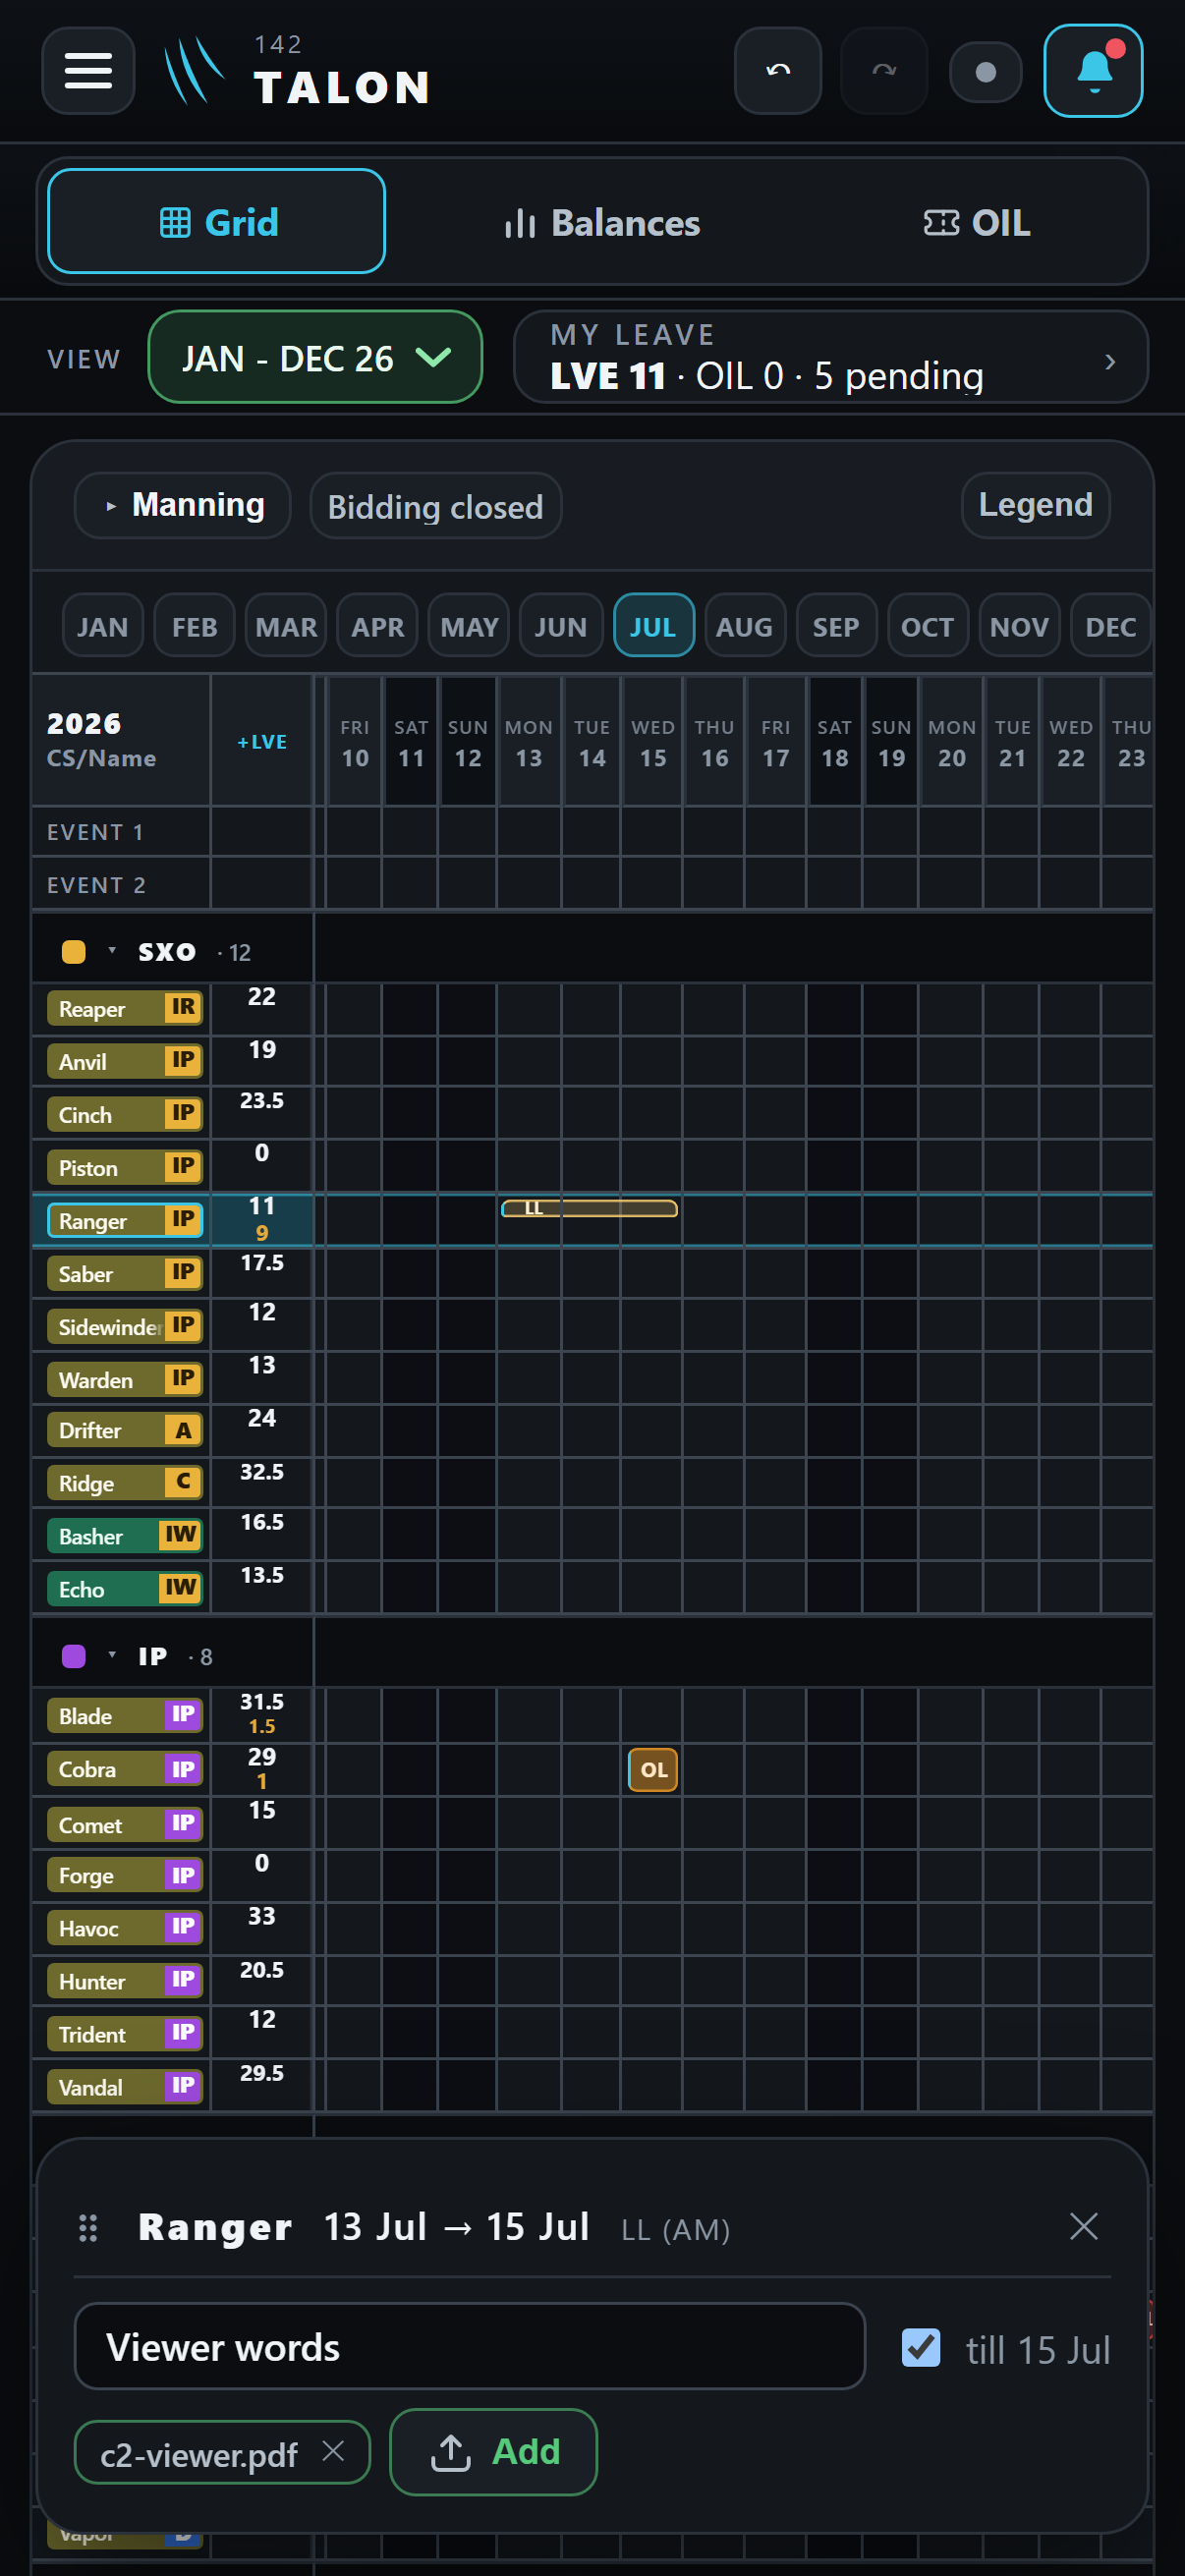 142
TALON
Grid
Balances
OIL
VIEW
JAN - DEC 26
MY LEAVE
LVE 11 · OIL 0 · 5 pending
Manning
Bidding closed
Legend
JAN FEB MAR APR MAY JUN JUL AUG SEP OCT NOV DEC
2026
CS/Name
+LVE
FRI SAT SUN MON TUE WED THU FRI SAT SUN MON TUE WED THU
10 11 12 13 14 15 16 17 18 19 20 21 22 23
EVENT 1
EVENT 2
SXO · 12
Reaper IR 22
Anvil IP 19
Cinch IP 23.5
Piston IP 0
Ranger IP 11 LL
9
Saber IP 17.5
Sidewinder IP 12
Warden IP 13
Drifter A 24
Ridge C 32.5
Basher IW 16.5
Echo IW 13.5
IP · 8
Blade IP 31.5
1.5
Cobra IP 29 OL
1
Comet IP 15
Forge IP 0
Havoc IP 33
Hunter IP 20.5
Trident IP 12
Vandal IP 29.5
Ranger 13 Jul → 15 Jul LL (AM)
Viewer words
till 15 Jul
c2-viewer.pdf
Add